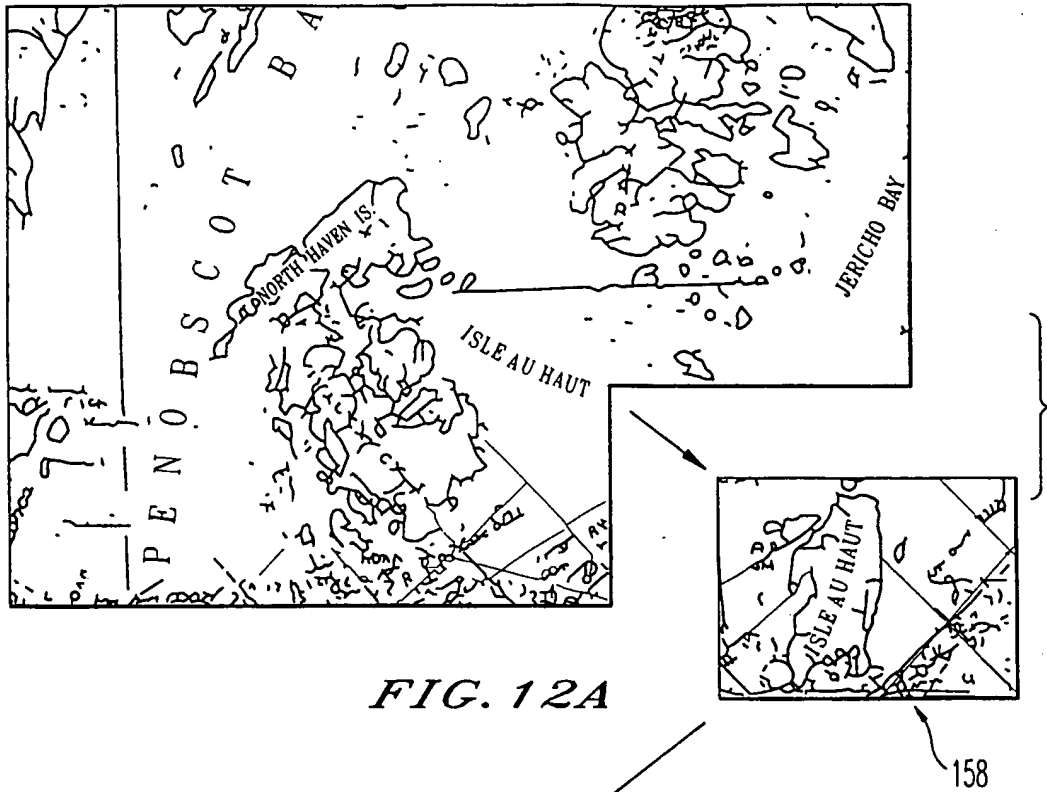 PENOBSCOT BA
NORTH HAVEN IS.
ISLE AU HAUT
JERICHO BAY
ISLE AU HAUT
FIG. 12A
158